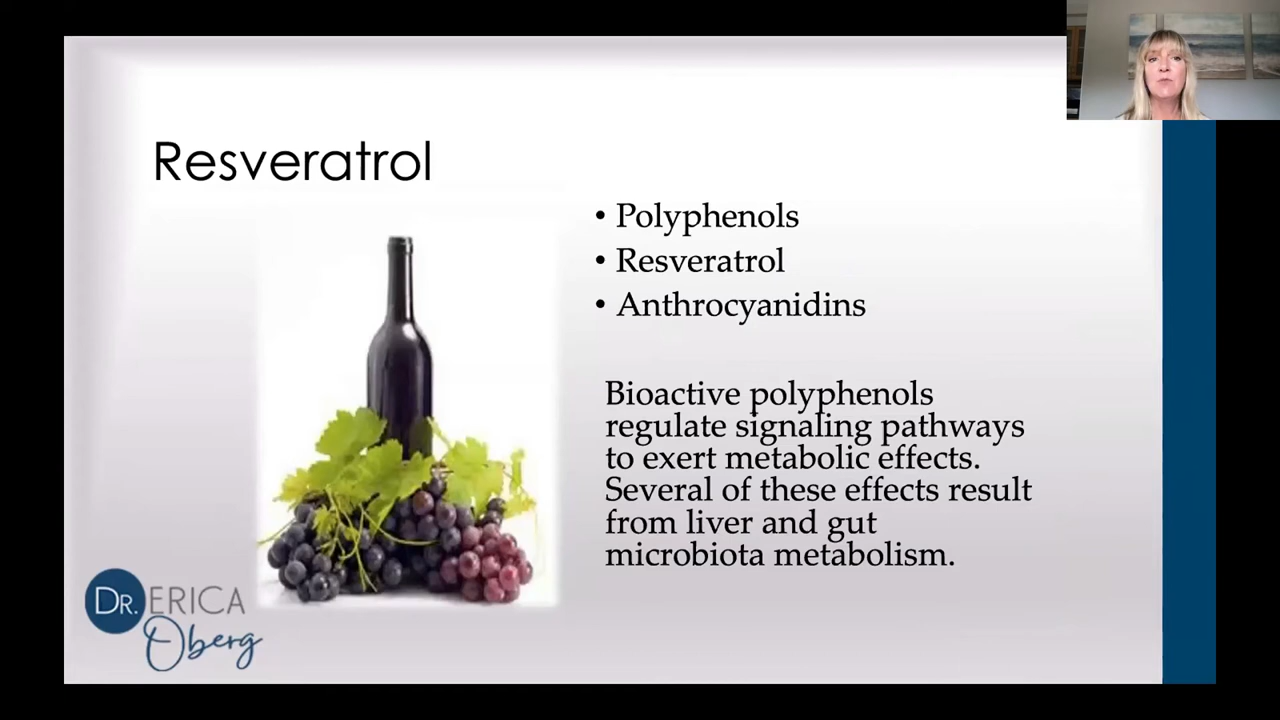 Resveratrol
• Polyphenols
• Resveratrol
• Anthrocyanidins
Bioactive polyphenols
regulate signaling pathways
to exert metabolic effects.
Several of these effects result
from liver and gut
microbiota metabolism.
DR. ERICA
Oberg